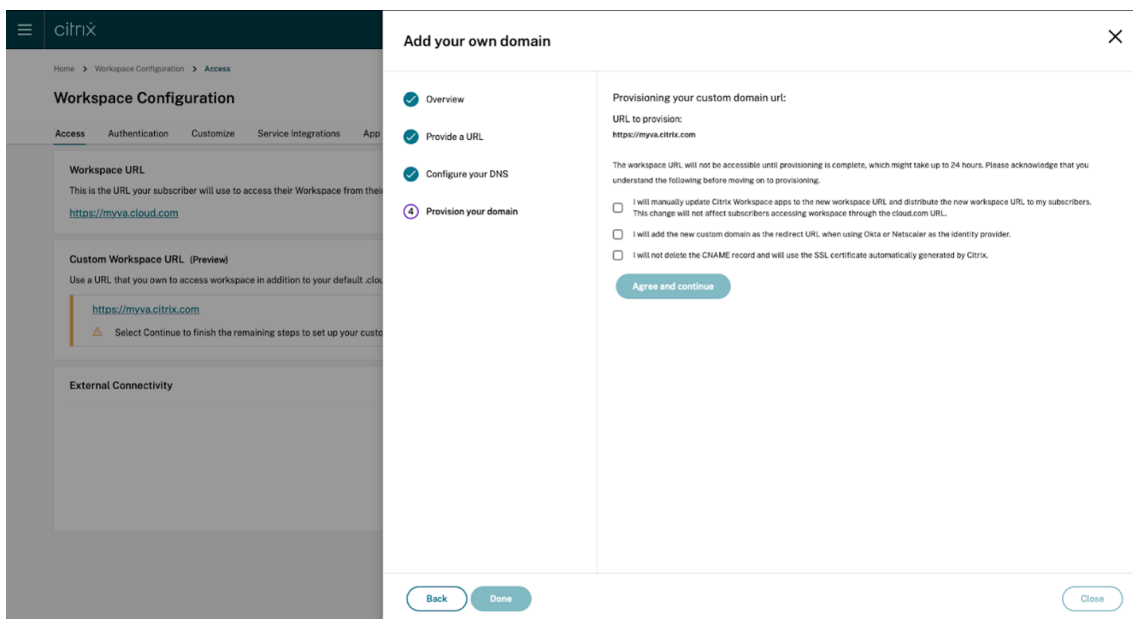 citrix
Add your own domain
Home > Workspace Configuration > Access
Workspace Configuration
Access Authentication Customize Service Integrations App
Workspace URL
This is the URL your subscriber will use to access their Workspace from their
https://myva.cloud.com
Custom Workspace URL (Preview)
Use a URL that you own to access workspace in addition to your default .clou
https://myva.citrix.com
Select Continue to finish the remaining steps to set up your custo
External Connectivity
Overview
Provide a URL
Configure your DNS
4 Provision your domain
Provisioning your custom domain url:
URL to provision:
https://myva.citrix.com
The workspace URL will not be accessible until provisioning is complete, which might take up to 24 hours. Please acknowledge that you
understand the following before moving on to provisioning.
I will manually update Citrix Workspace apps to the new workspace URL and distribute the new workspace URL to my subscribers.
This change will not affect subscribers accessing workspace through the cloud.com URL.
I will add the new custom domain as the redirect URL when using Okta or Netscaler as the identity provider.
I will not delete the CNAME record and will use the SSL certificate automatically generated by Citrix.
Agree and continue
Back Done Close